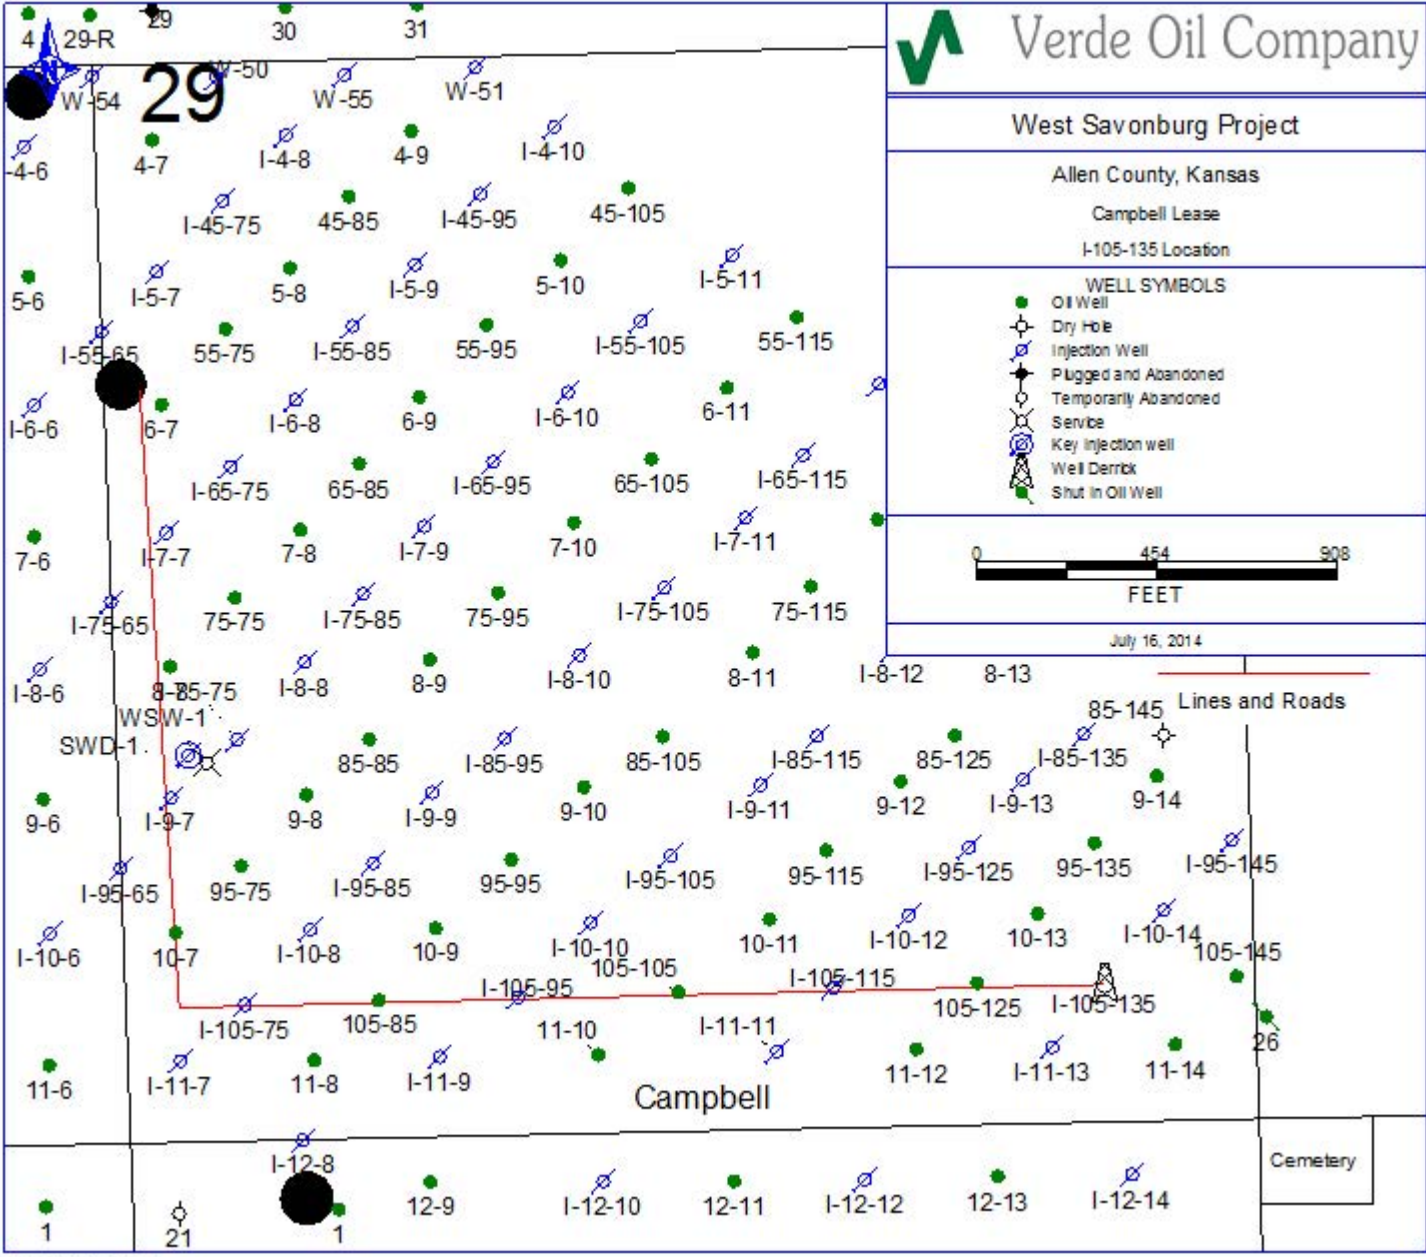 4
29-R
29
30
31
Verde Oil Company
W-54
29
W-50
W-55
W-51
West Savonburg Project
-4-6
4-7
I-4-8
4-9
I-4-10
Allen County, Kansas
I-45-75
45-85
I-45-95
45-105
Campbell Lease
I-105-135 Location
5-6
I-5-7
5-8
I-5-9
5-10
I-5-11
WELL SYMBOLS
Oil Well
Dry Hole
Injection Well
Plugged and Abandoned
Temporarily Abandoned
Service
Key Injection well
Well Derrick
Shut In Oil Well
I-55-65
55-75
I-55-85
55-95
I-55-105
55-115
I-6-6
6-7
I-6-8
6-9
I-6-10
6-11
I-65-75
65-85
I-65-95
65-105
I-65-115
7-6
I-7-7
7-8
I-7-9
7-10
I-7-11
0 454 908
FEET
I-75-65
75-75
I-75-85
75-95
I-75-105
75-115
July 16, 2014
I-8-6
I-8-8
8-9
I-8-10
8-11
I-8-12
8-13
Lines and Roads
WSW-1
SWD-1
85-85
I-85-95
85-105
I-85-115
85-125
I-85-135
85-145
9-6
I-9-7
9-8
I-9-9
9-10
I-9-11
9-12
I-9-13
9-14
I-95-65
95-75
I-95-85
95-95
I-95-105
95-115
I-95-125
95-135
I-95-145
I-10-6
10-7
I-10-8
10-9
I-10-10
10-11
I-10-12
10-13
I-10-14
105-145
I-105-75
105-85
I-105-95
105-105
I-105-115
105-125
I-105-135
11-6
I-11-7
11-8
I-11-9
11-10
I-11-11
11-12
I-11-13
11-14
26
Campbell
I-12-8
Cemetery
1
21
1
12-9
I-12-10
12-11
I-12-12
12-13
I-12-14